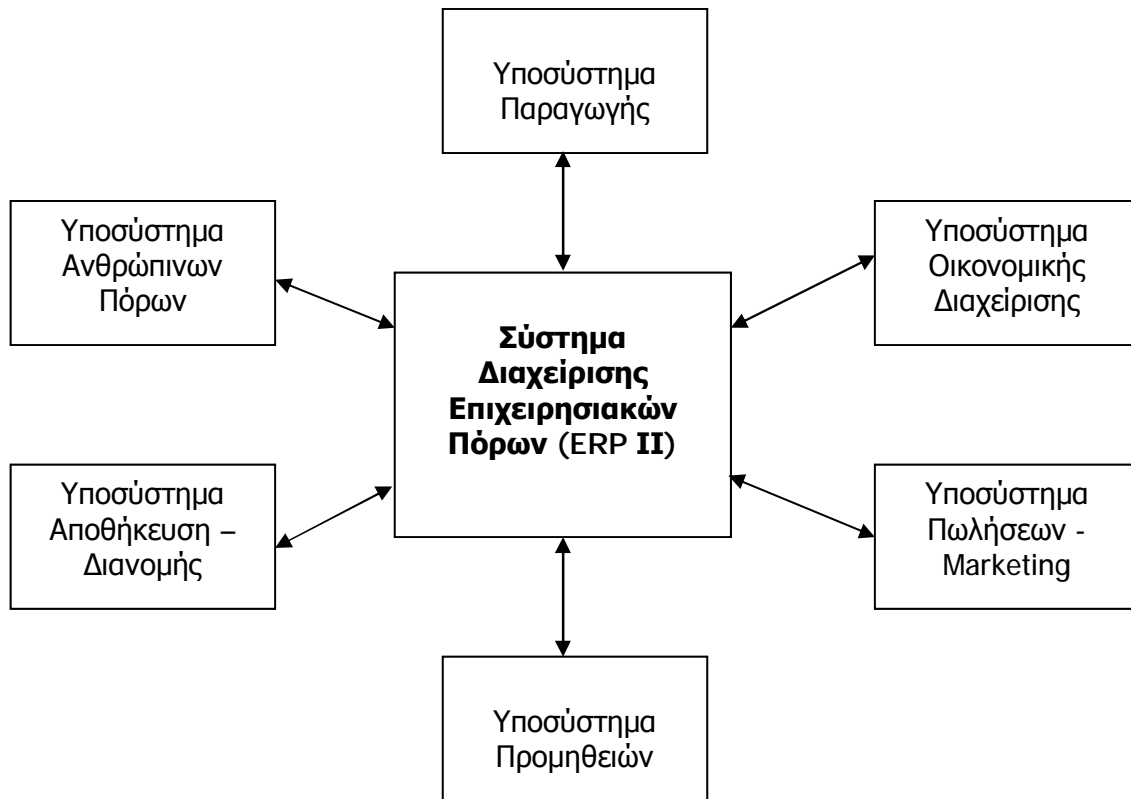 Υποσύστημα
Παραγωγής
Υποσύστημα
Ανθρώπινων
Πόρων
Υποσύστημα
Οικονομικής
Διαχείρισης
Σύστημα
Διαχείρισης
Επιχειρησιακών
Πόρων (ERP II)
Υποσύστημα
Αποθήκευση –
Διανομής
Υποσύστημα
Πωλήσεων -
Marketing
Υποσύστημα
Προμηθειών